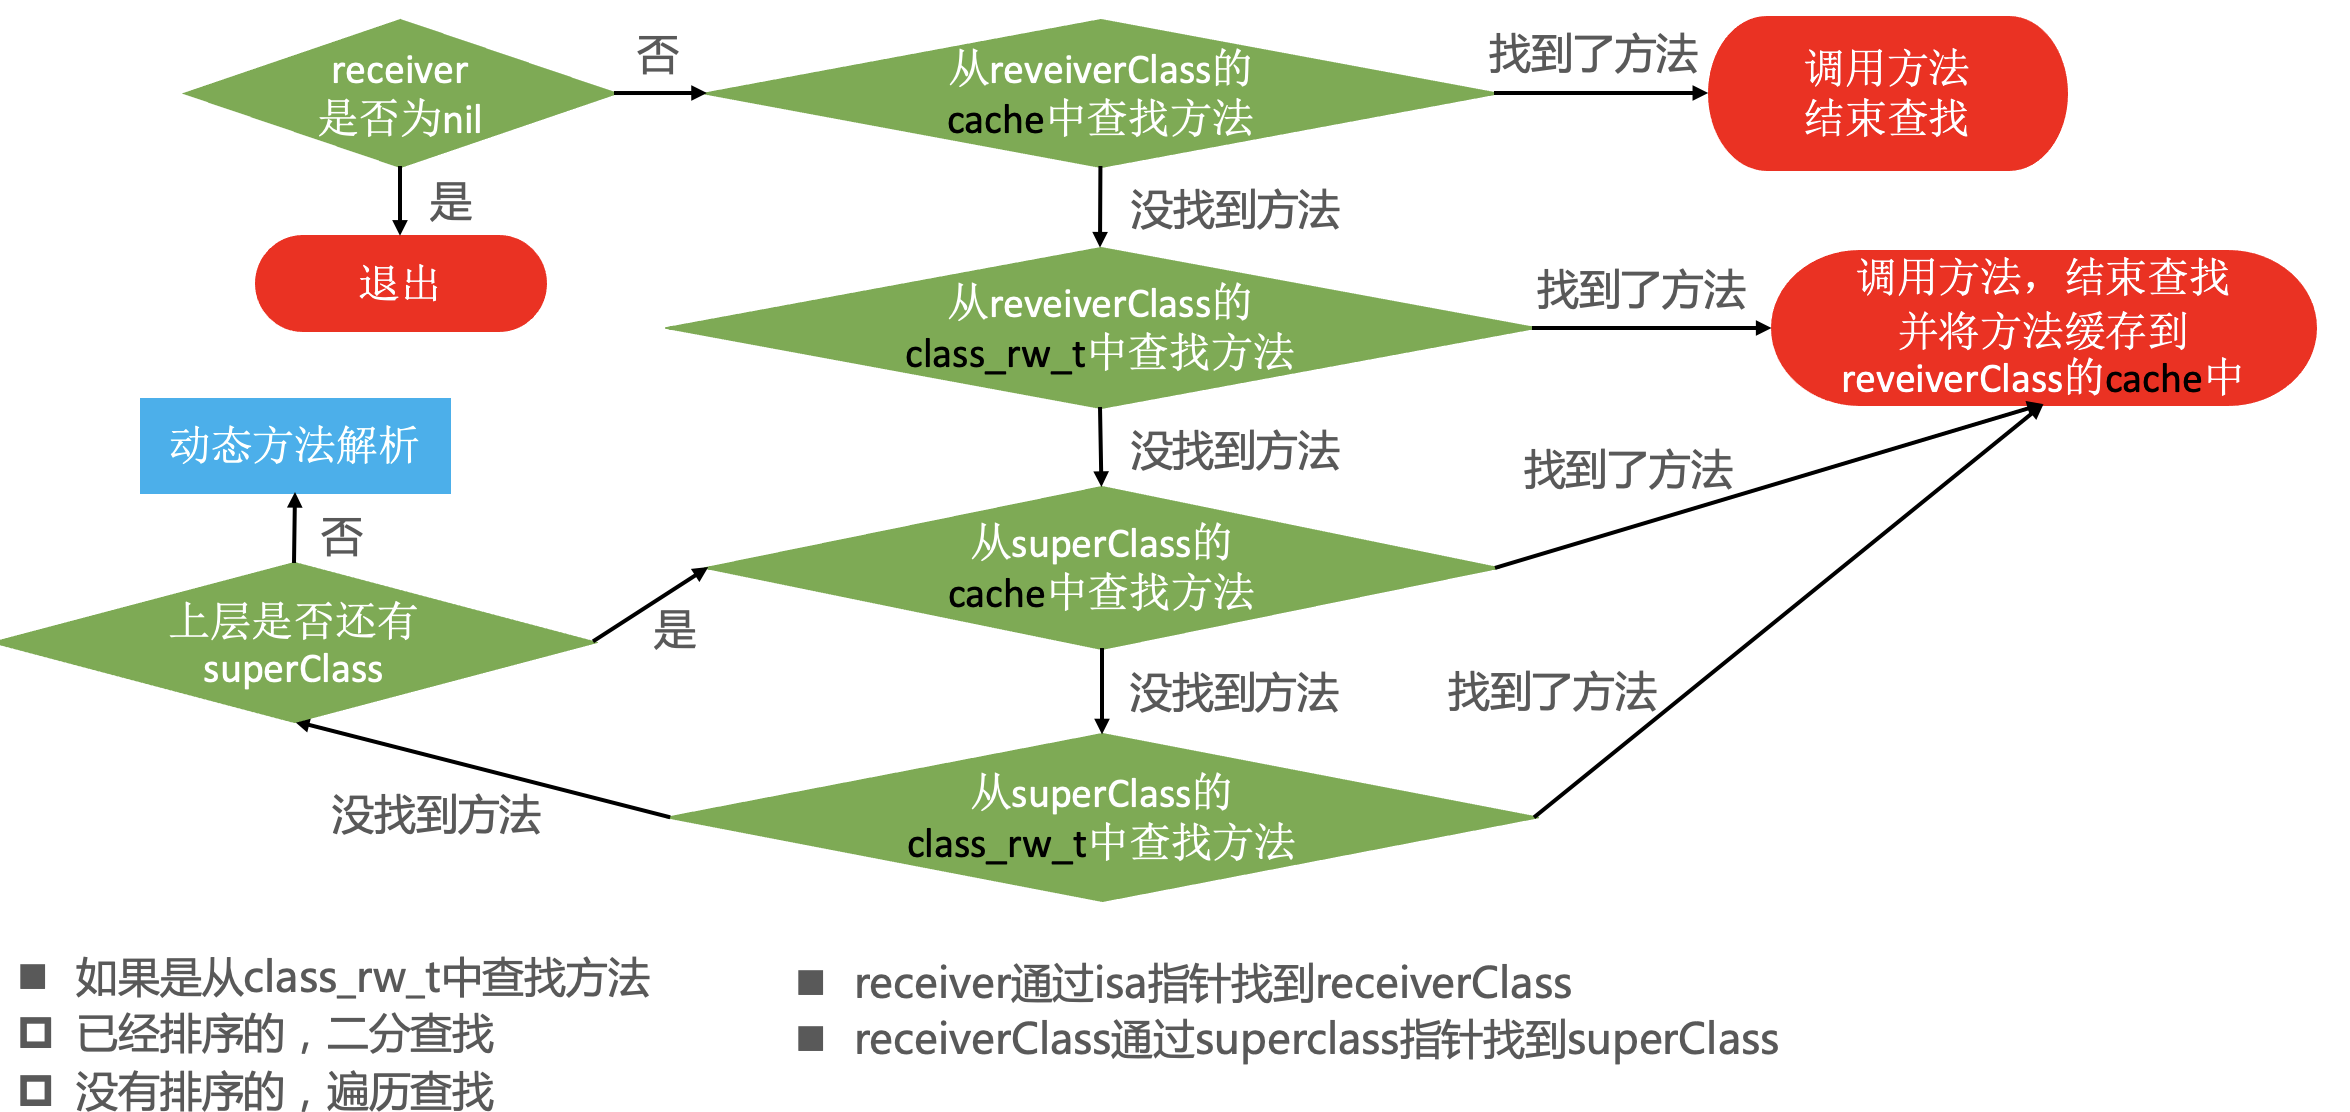 receiver
是否为nil
否
从reveiverClass的
cache中查找方法
找到了方法
调用方法
结束查找
是
没找到方法
退出
从reveiverClass的
class_rw_t中查找方法
找到了方法
调用方法，结束查找
并将方法缓存到
reveiverClass的cache中
动态方法解析
没找到方法
找到了方法
否
从superClass的
cache中查找方法
上层是否还有
superClass
是
没找到方法
找到了方法
从superClass的
class_rw_t中查找方法
没找到方法
■ 如果是从class_rw_t中查找方法
□ 已经排序的，二分查找
□ 没有排序的，遍历查找
■ receiver通过isa指针找到receiverClass
■ receiverClass通过superclass指针找到superClass